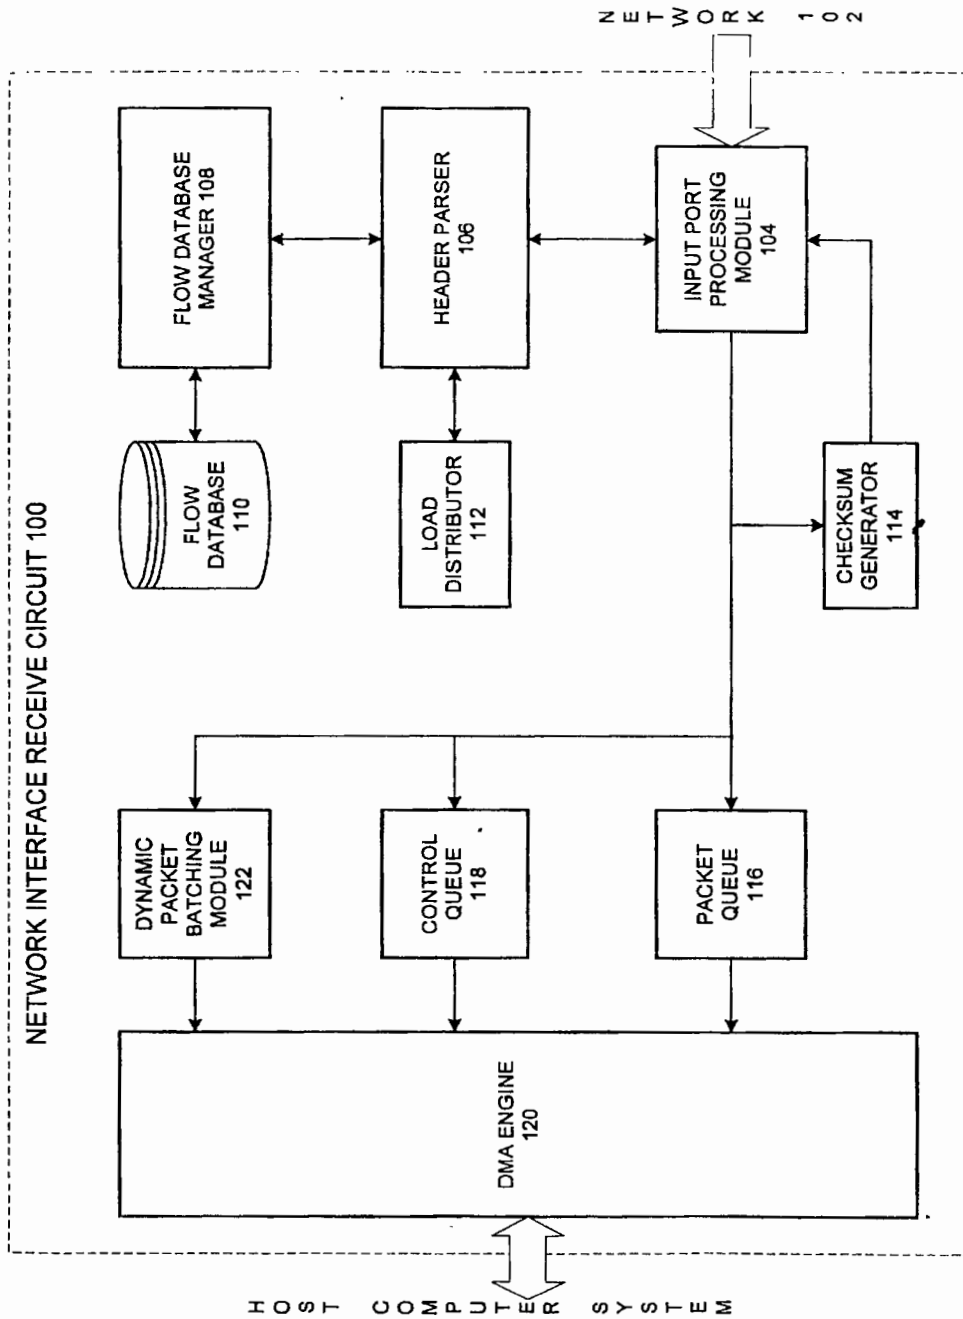 NETWORK INTERFACE RECEIVE CIRCUIT 100
HOST COMPUTER SYSTEM
DMA ENGINE
120
DYNAMIC
PACKET
BATCHING
MODULE
122
CONTROL
QUEUE
118
PACKET
QUEUE
116
FLOW
DATABASE
110
LOAD
DISTRIBUTOR
112
CHECKSUM
GENERATOR
114
FLOW DATABASE
MANAGER 108
HEADER PARSER
106
INPUT PORT
PROCESSING
MODULE
104
NETWORK 102